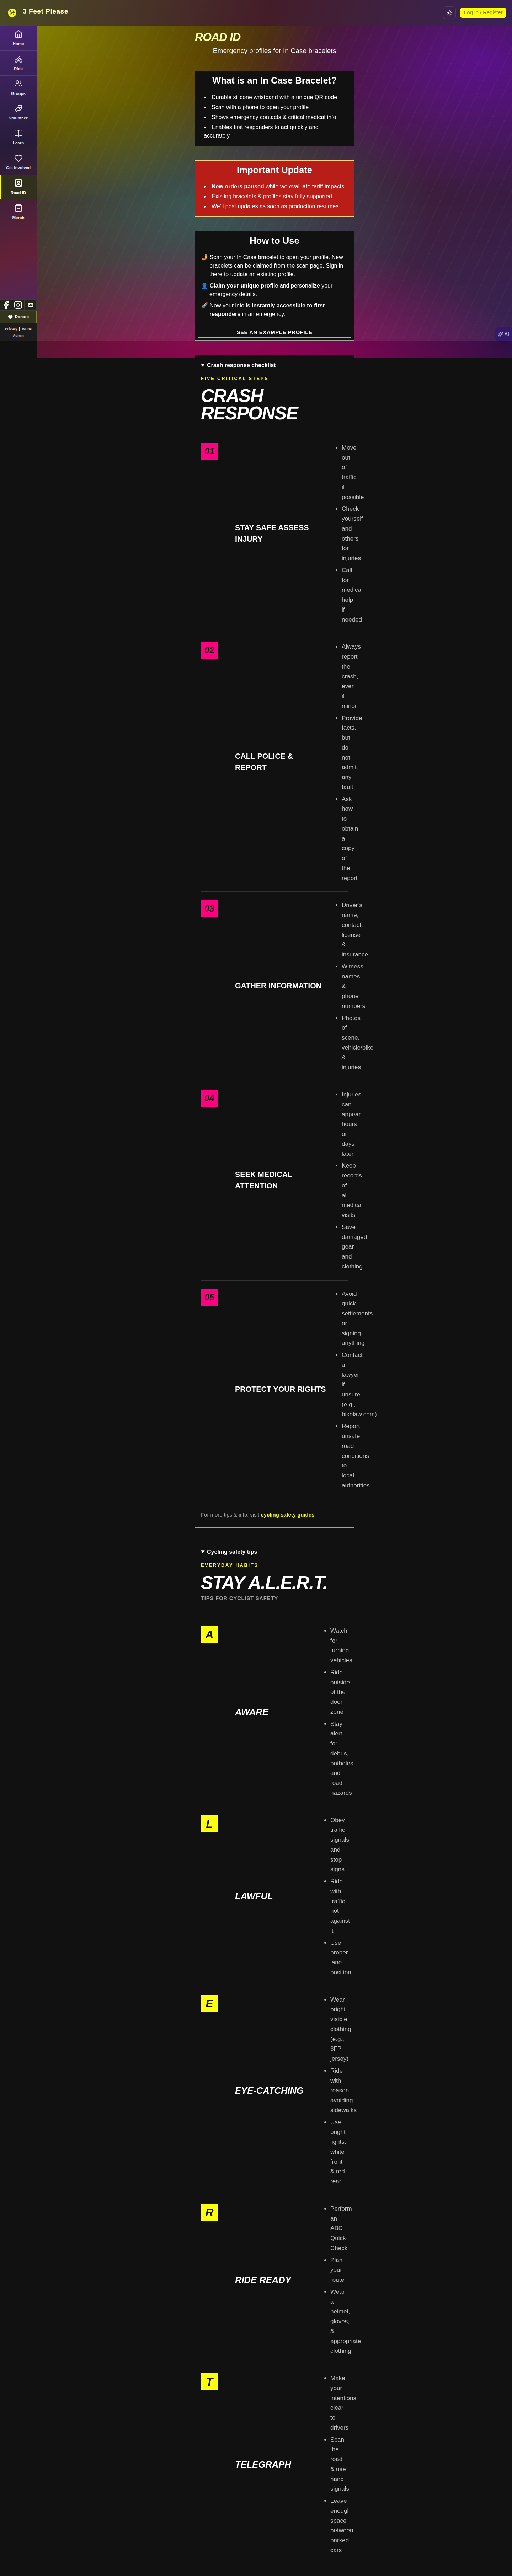 3 Feet Please
Log In / Register
Home
Ride
Groups
Volunteer
Learn
Get involved
Road ID
Merch
Donate
Privacy | Terms
Admin
AI
ROAD ID
Emergency profiles for In Case bracelets
What is an In Case Bracelet?
• Durable silicone wristband with a unique QR code
• Scan with a phone to open your profile
• Shows emergency contacts & critical medical info
• Enables first responders to act quickly and
accurately
Important Update
• New orders paused while we evaluate tariff impacts
• Existing bracelets & profiles stay fully supported
• We'll post updates as soon as production resumes
How to Use
🤳 Scan your In Case bracelet to open your profile. New
bracelets can be claimed from the scan page. Sign in
there to update an existing profile.
👤 Claim your unique profile and personalize your
emergency details.
🚀 Now your info is instantly accessible to first
responders in an emergency.
SEE AN EXAMPLE PROFILE
▼ Crash response checklist
FIVE CRITICAL STEPS
CRASH
RESPONSE
01
STAY SAFE ASSESS
INJURY
• Move
out
of
traffic
if
possible
• Check
yourself
and
others
for
injuries
• Call
for
medical
help
if
needed
02
CALL POLICE &
REPORT
• Always
report
the
crash,
even
if
minor
• Provide
facts,
but
do
not
admit
any
fault
• Ask
how
to
obtain
a
copy
of
the
report
03
GATHER INFORMATION
• Driver's
name,
contact,
license
&
insurance
• Witness
names
&
phone
numbers
• Photos
of
scene,
vehicle/bike
&
injuries
04
SEEK MEDICAL
ATTENTION
• Injuries
can
appear
hours
or
days
later
• Keep
records
of
all
medical
visits
• Save
damaged
gear
and
clothing
05
PROTECT YOUR RIGHTS
• Avoid
quick
settlements
or
signing
anything
• Contact
a
lawyer
if
unsure
(e.g.,
bikelaw.com)
• Report
unsafe
road
conditions
to
local
authorities
For more tips & info, visit cycling safety guides
▼ Cycling safety tips
EVERYDAY HABITS
STAY A.L.E.R.T.
TIPS FOR CYCLIST SAFETY
A
AWARE
• Watch
for
turning
vehicles
• Ride
outside
of the
door
zone
• Stay
alert
for
debris,
potholes,
and
road
hazards
L
LAWFUL
• Obey
traffic
signals
and
stop
signs
• Ride
with
traffic,
not
against
it
• Use
proper
lane
position
E
EYE-CATCHING
• Wear
bright
visible
clothing
(e.g.,
3FP
jersey)
• Ride
with
reason,
avoiding
sidewalks
• Use
bright
lights:
white
front
& red
rear
R
RIDE READY
• Perform
an
ABC
Quick
Check
• Plan
your
route
• Wear
a
helmet,
gloves,
&
appropriate
clothing
T
TELEGRAPH
• Make
your
intentions
clear
to
drivers
• Scan
the
road
& use
hand
signals
• Leave
enough
space
between
parked
cars